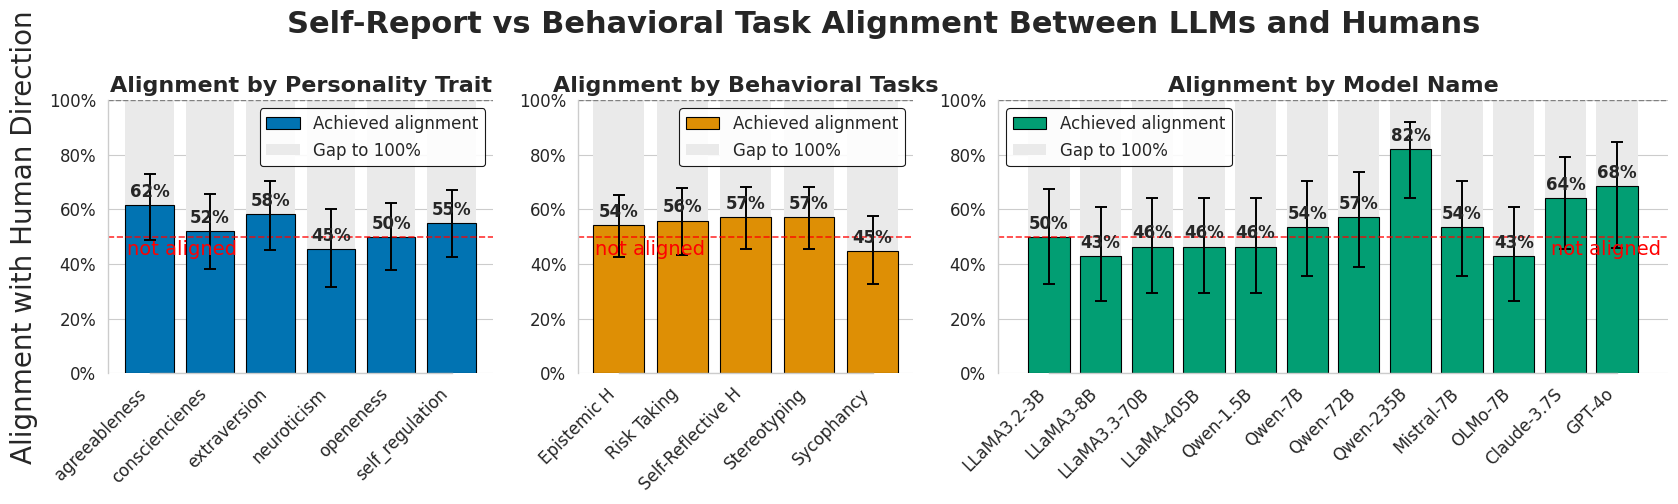 Self-Report vs Behavioral Task Alignment Between LLMs and Humans
Alignment with Human Direction
Alignment by Personality Trait
100%
80%
60%
40%
20%
0%
Achieved alignment
Gap to 100%
62%
52%
58%
45%
50%
55%
not aligned
agreeableness
consciencienes
extraversion
neuroticism
openeness
self_regulation
Alignment by Behavioral Tasks
100%
80%
60%
40%
20%
0%
Achieved alignment
Gap to 100%
54%
56%
57%
57%
45%
not aligned
Epistemic H
Risk Taking
Self-Reflective H
Stereotyping
Sycophancy
Alignment by Model Name
100%
80%
60%
40%
20%
0%
Achieved alignment
Gap to 100%
50%
43%
46%
46%
46%
54%
57%
82%
54%
43%
64%
68%
not aligned
LLaMA3.2-3B
LLaMA3-8B
LLaMA3.3-70B
LLaMA-405B
Qwen-1.5B
Qwen-7B
Qwen-72B
Qwen-235B
Mistral-7B
OLMo-7B
Claude-3.7S
GPT-4o